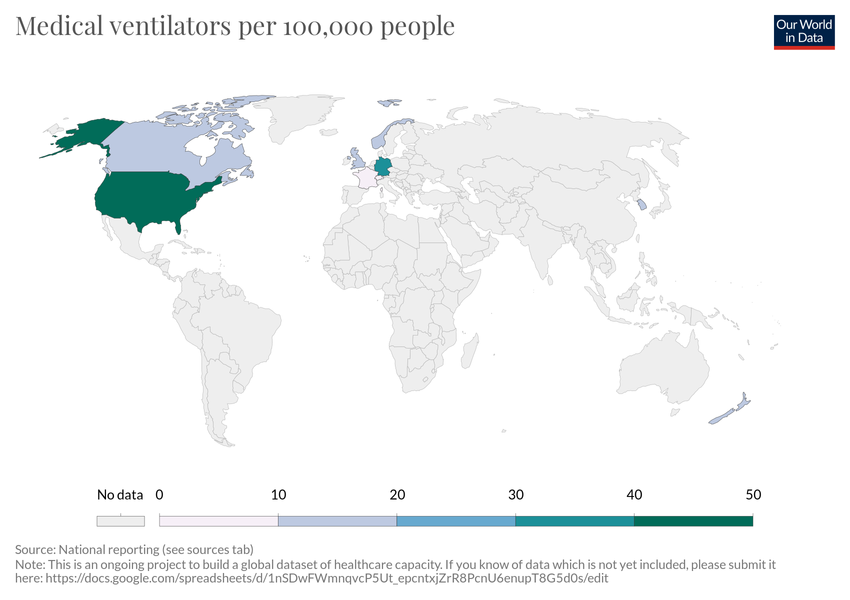 Medical ventilators per 100,000 people
Our World
in Data
No data 0 10 20 30 40 50
Source: National reporting (see sources tab)
Note: This is an ongoing project to build a global dataset of healthcare capacity. If you know of data which is not yet included, please submit it
here: https://docs.google.com/spreadsheets/d/1nSDwFWmnqvcP5Ut_epcntxjZrR8PcnU6enupT8G5d0s/edit